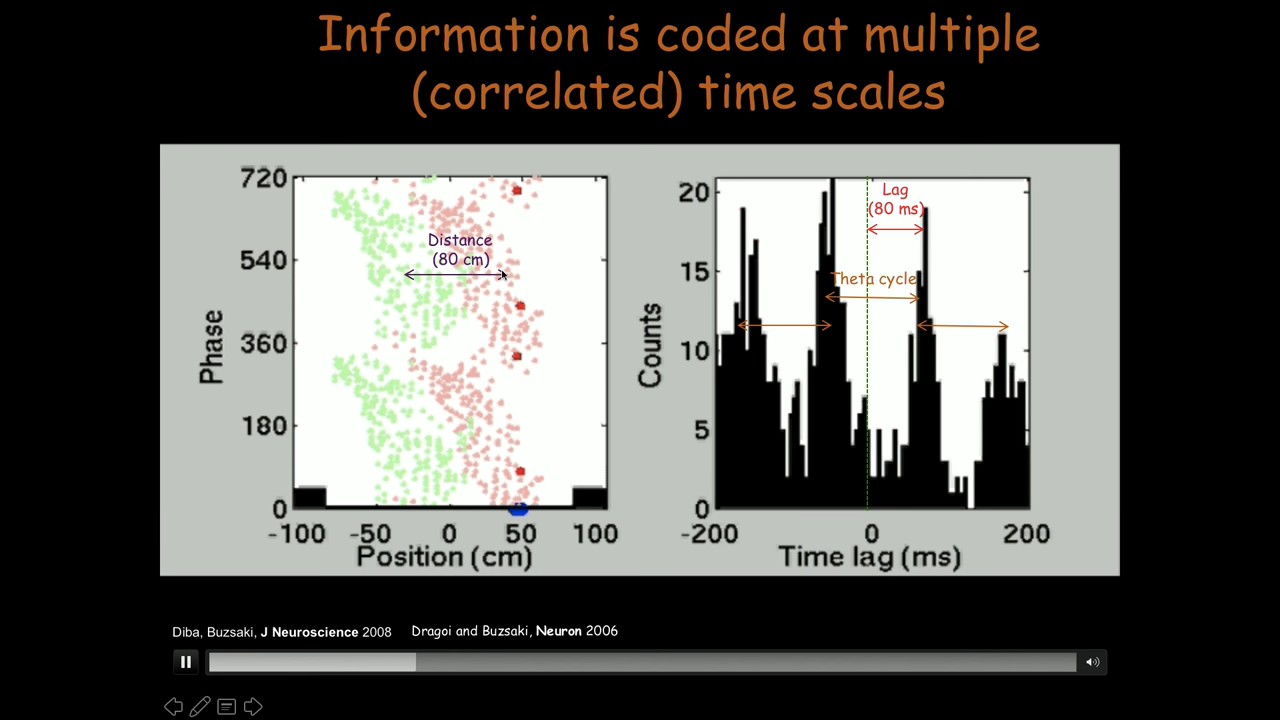 Information is coded at multiple
(correlated) time scales
720
540
360
180
0
Phase
-100 -50 0 50 100
Position (cm)
Distance
(80 cm)
20
15
10
5
0
Counts
-200 0 200
Time lag (ms)
Lag
(80 ms)
Theta cycle
Diba, Buzsaki, J Neuroscience 2008 Dragoi and Buzsaki, Neuron 2006